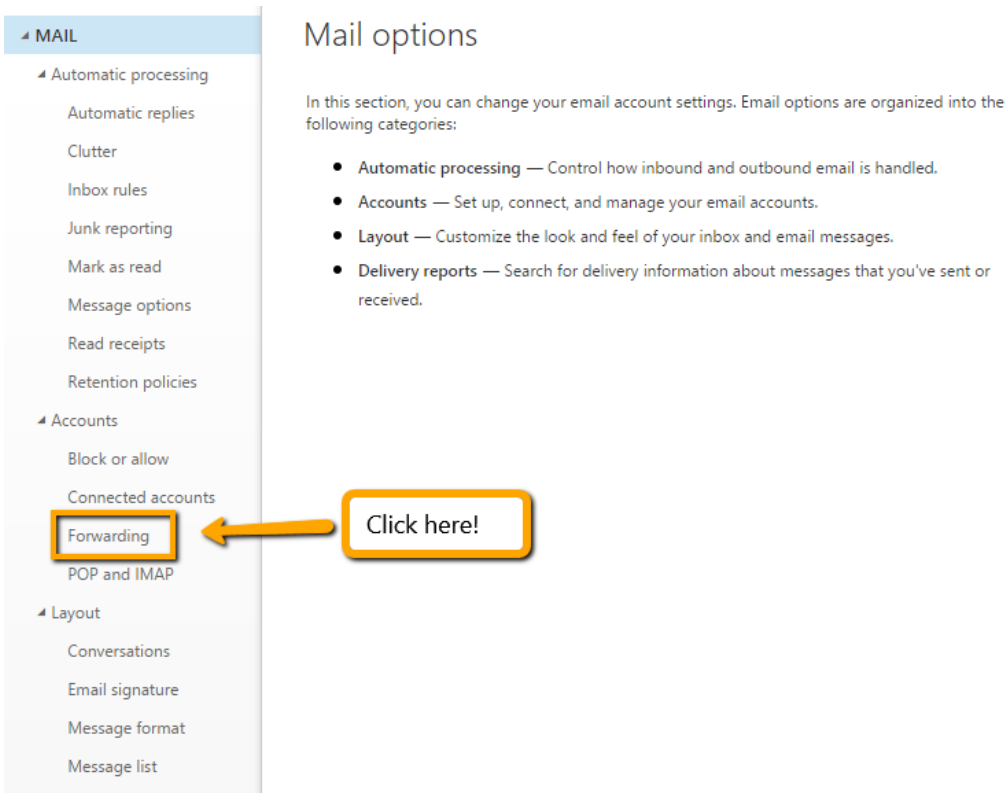 MAIL
Automatic processing
Automatic replies
Clutter
Inbox rules
Junk reporting
Mark as read
Message options
Read receipts
Retention policies
Accounts
Block or allow
Connected accounts
Forwarding
POP and IMAP
Layout
Conversations
Email signature
Message format
Message list
Mail options
In this section, you can change your email account settings. Email options are organized into the
following categories:
Automatic processing — Control how inbound and outbound email is handled.
Accounts — Set up, connect, and manage your email accounts.
Layout — Customize the look and feel of your inbox and email messages.
Delivery reports — Search for delivery information about messages that you've sent or
received.
Click here!